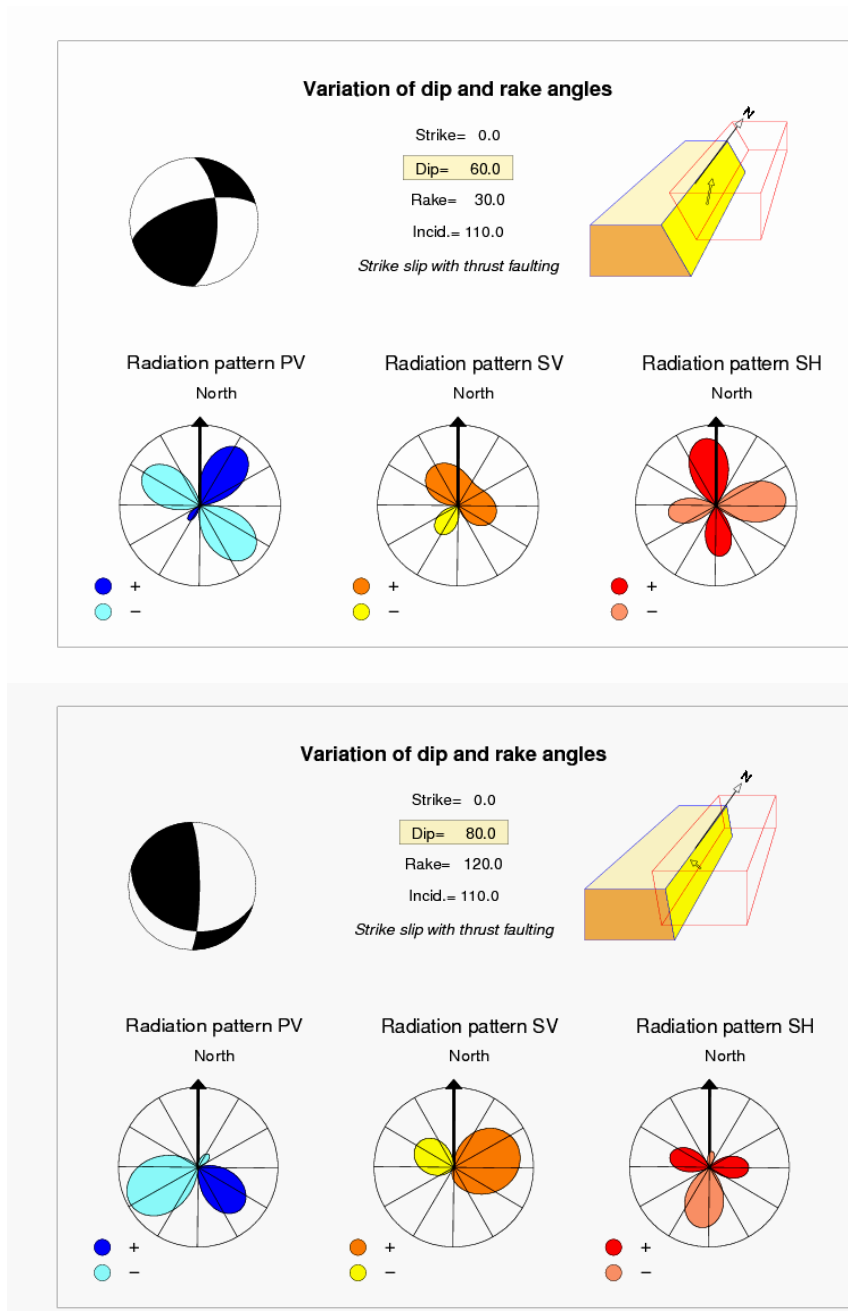 Variation of dip and rake angles
Strike= 0.0
Dip= 60.0
Rake= 30.0
Incid.= 110.0
Strike slip with thrust faulting
N
Radiation pattern PV
Radiation pattern SV
Radiation pattern SH
North
North
North
+
+
+
−
−
−
Variation of dip and rake angles
Strike= 0.0
Dip= 80.0
Rake= 120.0
Incid.= 110.0
Strike slip with thrust faulting
N
Radiation pattern PV
Radiation pattern SV
Radiation pattern SH
North
North
North
+
+
+
−
−
−